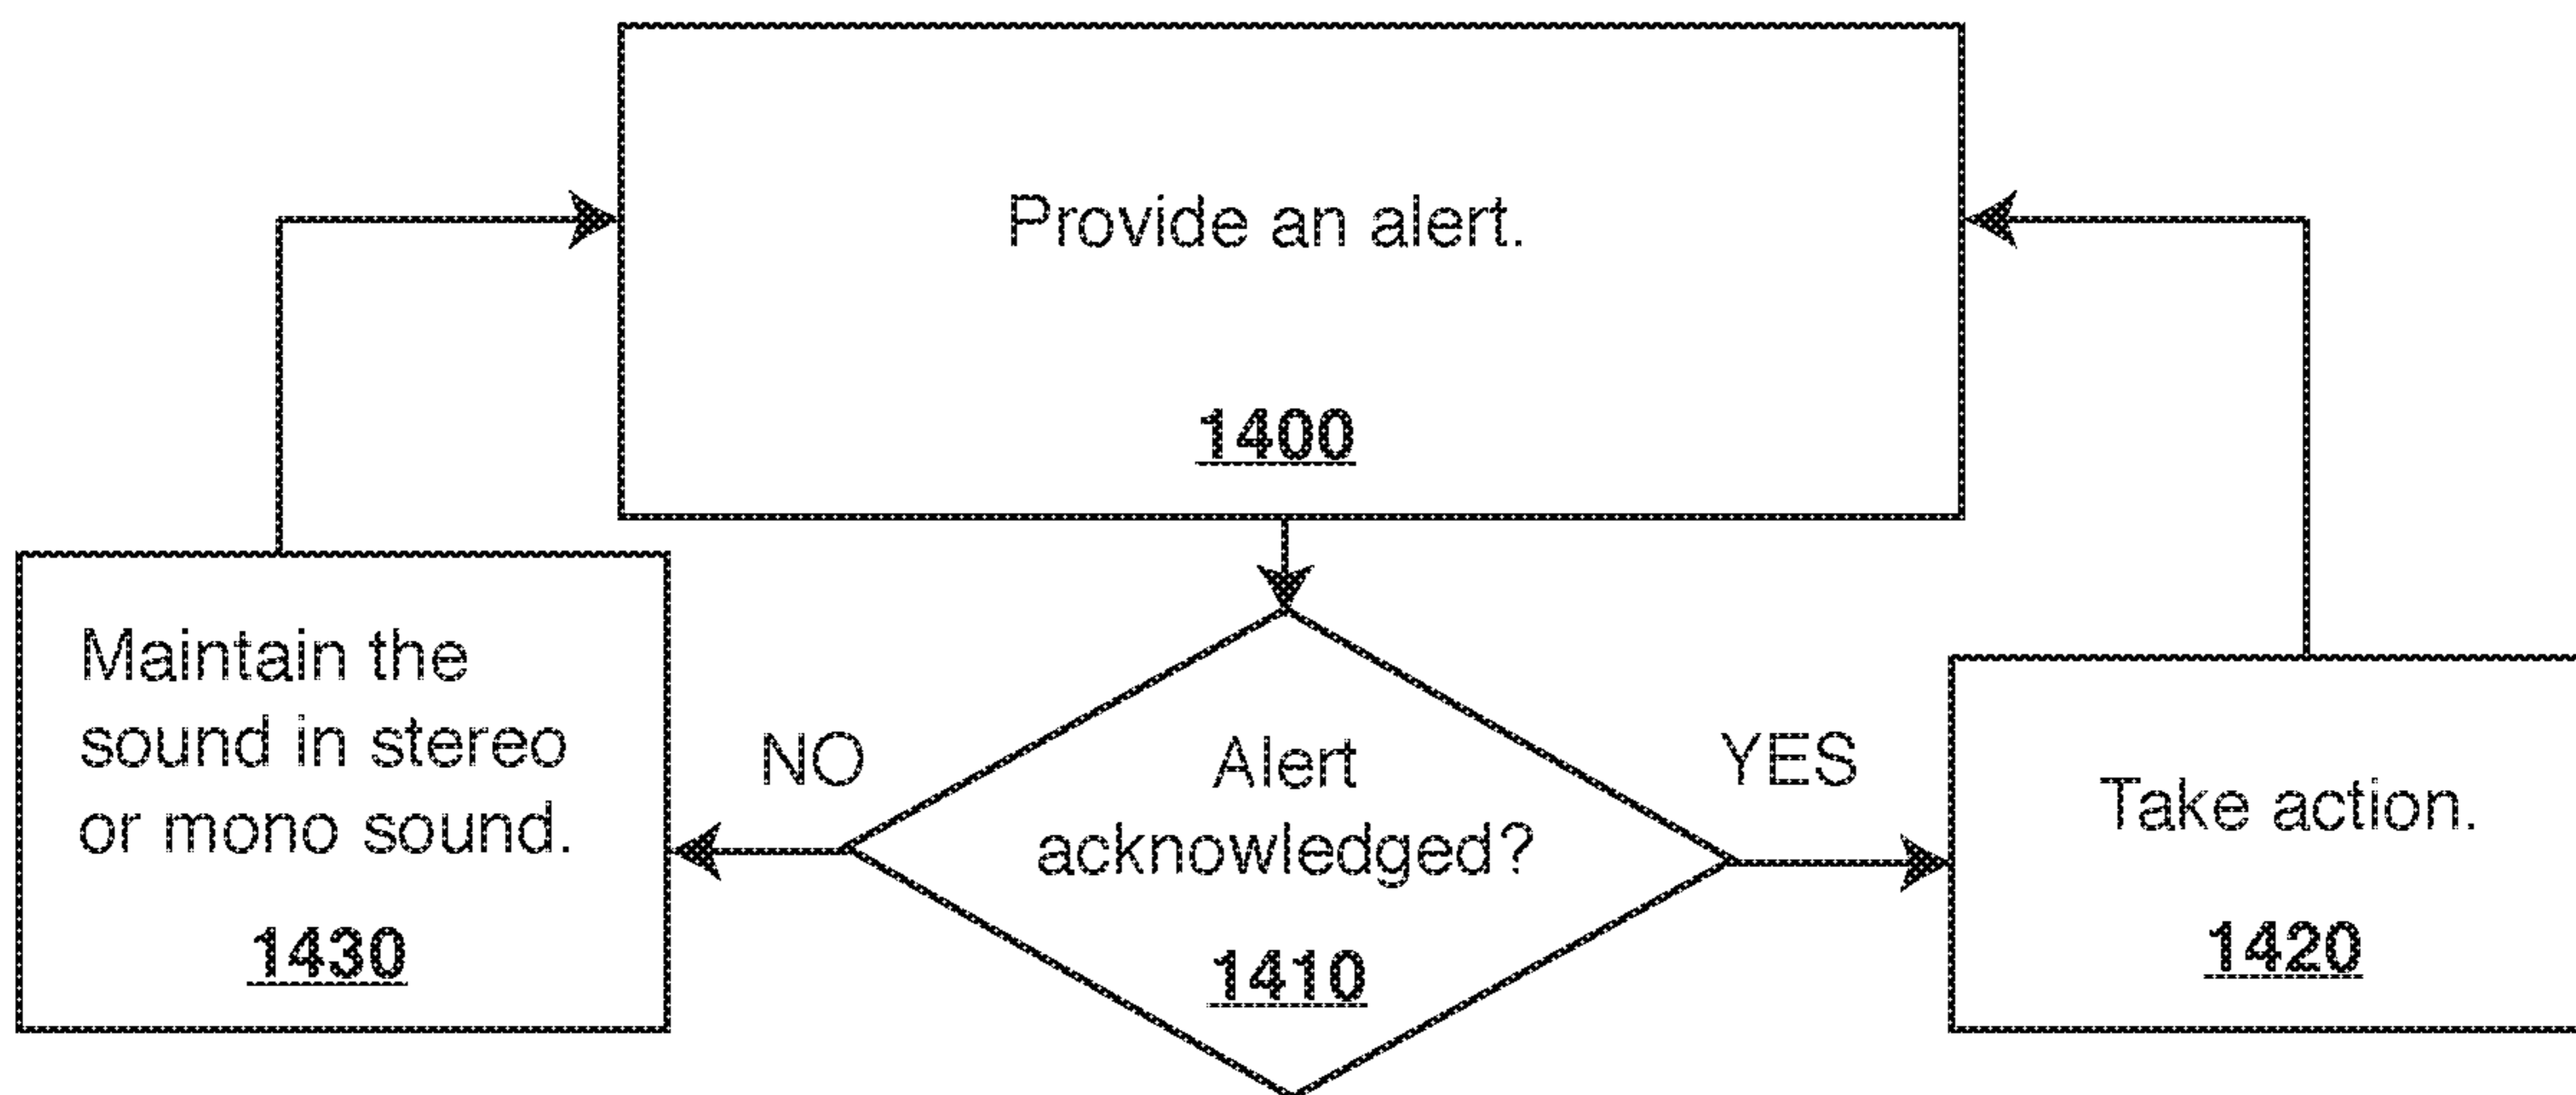 Provide an alert.
1400
Maintain the
sound in stereo
or mono sound.
1430
NO
Alert
acknowledged?
1410
YES
Take action.
1420